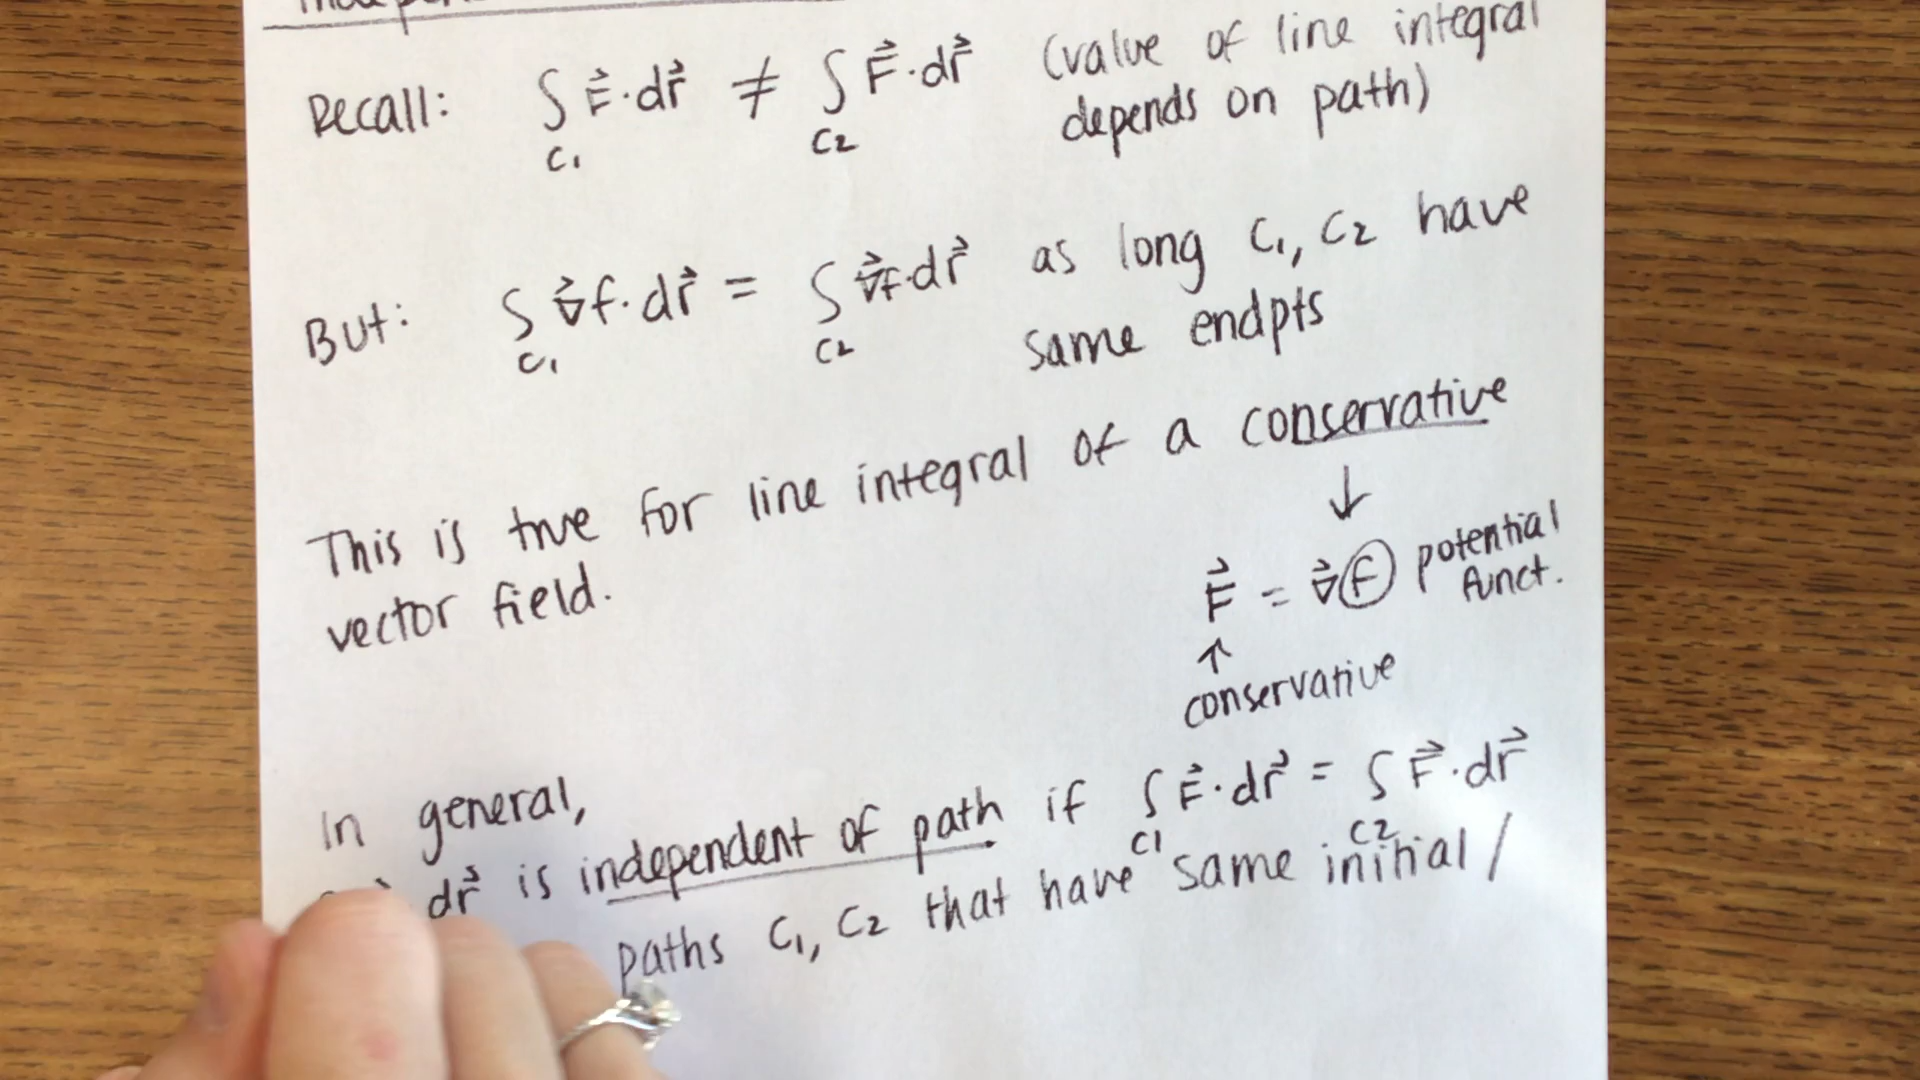 Recall: ∫ F⃗·dr⃗ ≠ ∫ F⃗·dr⃗ (value of line integral
C₁ C₂ depends on path)
But: ∫ ∇⃗f·dr⃗ = ∫ ∇⃗f·dr⃗ as long C₁, C₂ have
C₁ C₂ same endpts
This is true for line integral of a conservative
vector field.
↓
F⃗ = ∇⃗f potential
funct.
↑
conservative
In general,
dr⃗ is independent of path if ∫ F⃗·dr⃗ = ∫ F⃗·dr⃗
C1 C2
paths C₁, C₂ that have same initial /